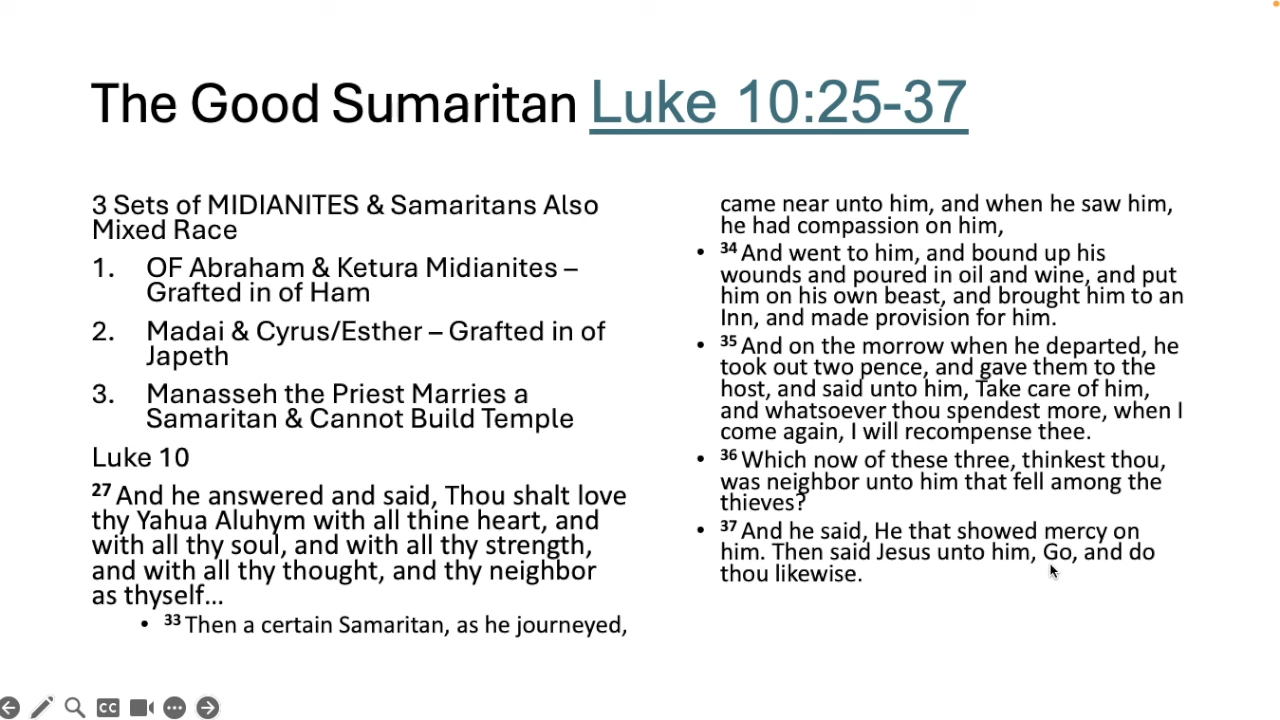 The Good Sumaritan Luke 10:25-37
3 Sets of MIDIANITES & Samaritans Also
Mixed Race
1. OF Abraham & Ketura Midianites –
Grafted in of Ham
2. Madai & Cyrus/Esther – Grafted in of
Japeth
3. Manasseh the Priest Marries a
Samaritan & Cannot Build Temple
Luke 10
27 And he answered and said, Thou shalt love
thy Yahua Aluhym with all thine heart, and
with all thy soul, and with all thy strength,
and with all thy thought, and thy neighbor
as thyself...
• 33 Then a certain Samaritan, as he journeyed,
came near unto him, and when he saw him,
he had compassion on him,
• 34 And went to him, and bound up his
wounds and poured in oil and wine, and put
him on his own beast, and brought him to an
Inn, and made provision for him.
• 35 And on the morrow when he departed, he
took out two pence, and gave them to the
host, and said unto him, Take care of him,
and whatsoever thou spendest more, when I
come again, I will recompense thee.
• 36 Which now of these three, thinkest thou,
was neighbor unto him that fell among the
thieves?
• 37 And he said, He that showed mercy on
him. Then said Jesus unto him, Go, and do
thou likewise.
CC